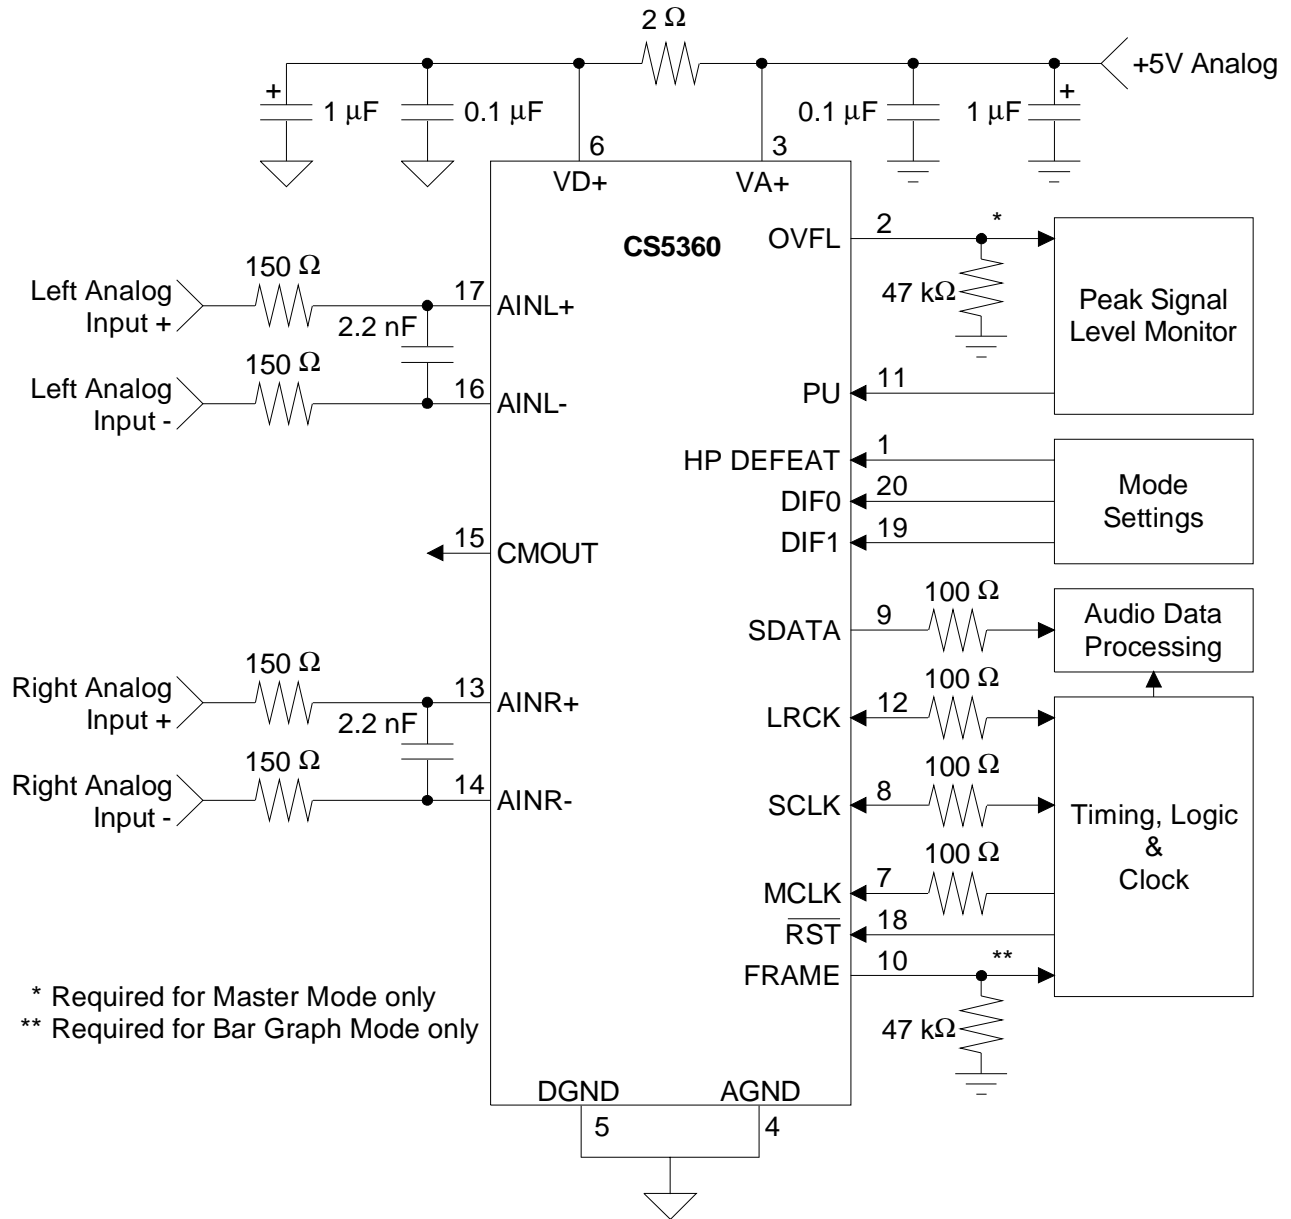 2 Ω
+5V Analog
+
1 µF
0.1 µF
0.1 µF
1 µF
+
6
3
VD+
VA+
CS5360
OVFL
2
*
47 kΩ
Peak Signal
Level Monitor
PU
11
Left Analog
Input +
150 Ω
17
AINL+
2.2 nF
Left Analog
Input -
150 Ω
16
AINL-
HP DEFEAT
1
DIF0
20
DIF1
19
Mode
Settings
15
CMOUT
SDATA
9
100 Ω
Audio Data
Processing
Right Analog
Input +
150 Ω
13
AINR+
2.2 nF
Right Analog
Input -
150 Ω
14
AINR-
LRCK
12
100 Ω
SCLK
8
100 Ω
MCLK
7
100 Ω
RST
18
FRAME
10
**
47 kΩ
Timing, Logic
&
Clock
* Required for Master Mode only
** Required for Bar Graph Mode only
DGND
AGND
5
4